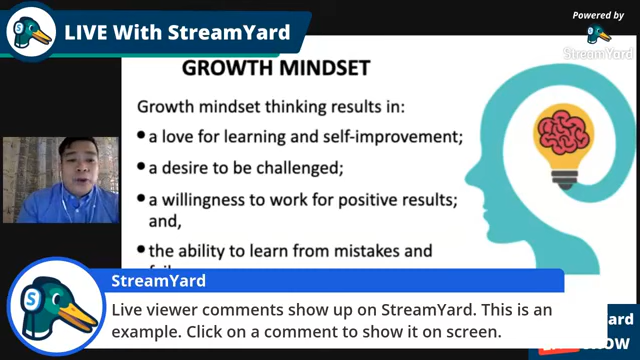 LIVE With StreamYard
Powered by
StreamYard
GROWTH MINDSET
Growth mindset thinking results in:
• a love for learning and self-improvement;
• a desire to be challenged;
• a willingness to work for positive results;
and,
• the ability to learn from mistakes and
StreamYard
Live viewer comments show up on StreamYard. This is an
example. Click on a comment to show it on screen.